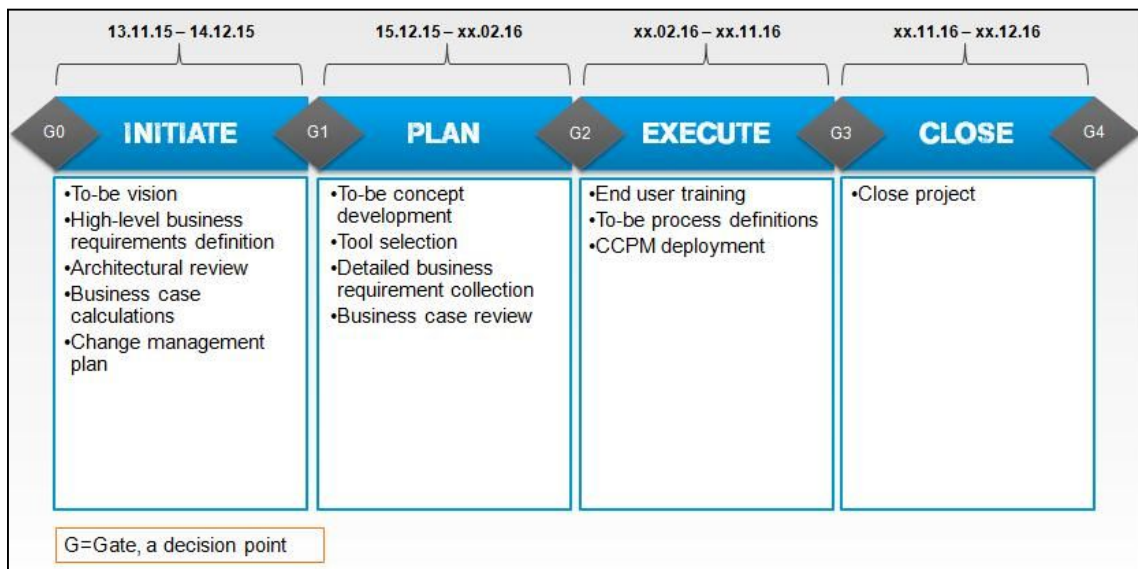 13.11.15 – 14.12.15
15.12.15 – xx.02.16
xx.02.16 – xx.11.16
xx.11.16 – xx.12.16
G0
INITIATE
G1
PLAN
G2
EXECUTE
G3
CLOSE
G4
•To-be vision
•High-level business
requirements definition
•Architectural review
•Business case
calculations
•Change management
plan
•To-be concept
development
•Tool selection
•Detailed business
requirement collection
•Business case review
•End user training
•To-be process definitions
•CCPM deployment
•Close project
G=Gate, a decision point